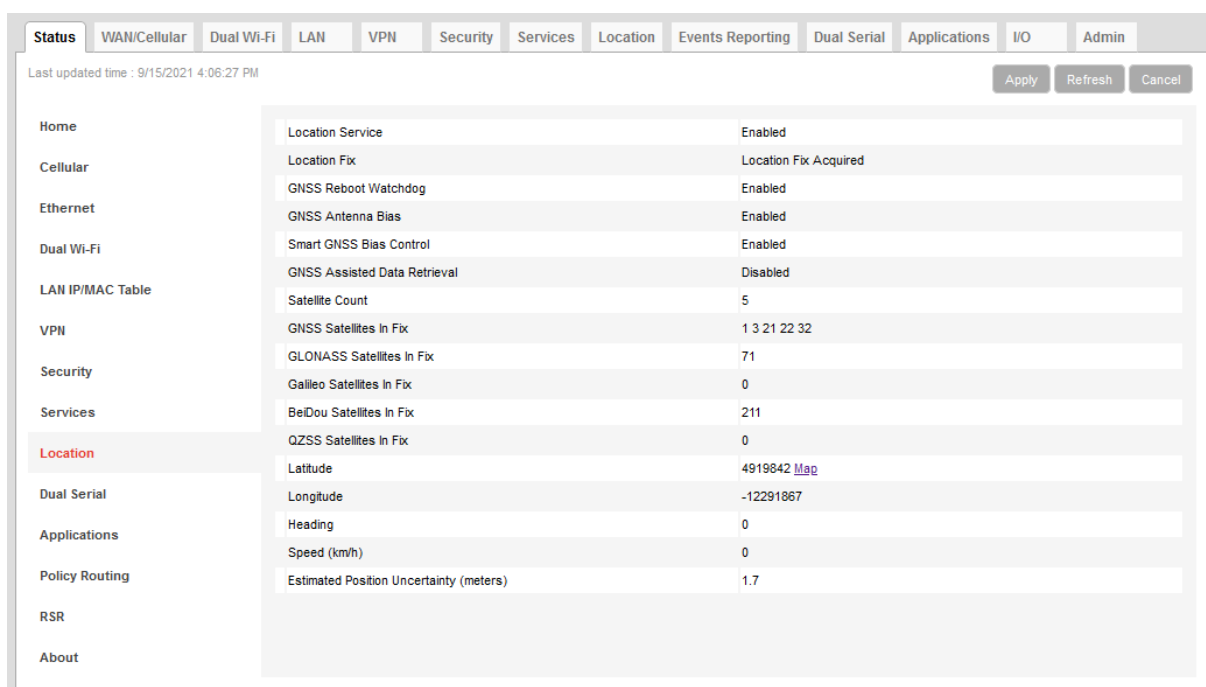 Status WAN/Cellular Dual Wi-Fi LAN VPN Security Services Location Events Reporting Dual Serial Applications I/O Admin
Last updated time : 9/15/2021 4:06:27 PM
Apply Refresh Cancel
Home
Cellular
Ethernet
Dual Wi-Fi
LAN IP/MAC Table
VPN
Security
Services
Location
Dual Serial
Applications
Policy Routing
RSR
About
Location Service Enabled
Location Fix Location Fix Acquired
GNSS Reboot Watchdog Enabled
GNSS Antenna Bias Enabled
Smart GNSS Bias Control Enabled
GNSS Assisted Data Retrieval Disabled
Satellite Count 5
GNSS Satellites In Fix 1 3 21 22 32
GLONASS Satellites In Fix 71
Galileo Satellites In Fix 0
BeiDou Satellites In Fix 211
QZSS Satellites In Fix 0
Latitude 4919842 Map
Longitude -12291867
Heading 0
Speed (km/h) 0
Estimated Position Uncertainty (meters) 1.7